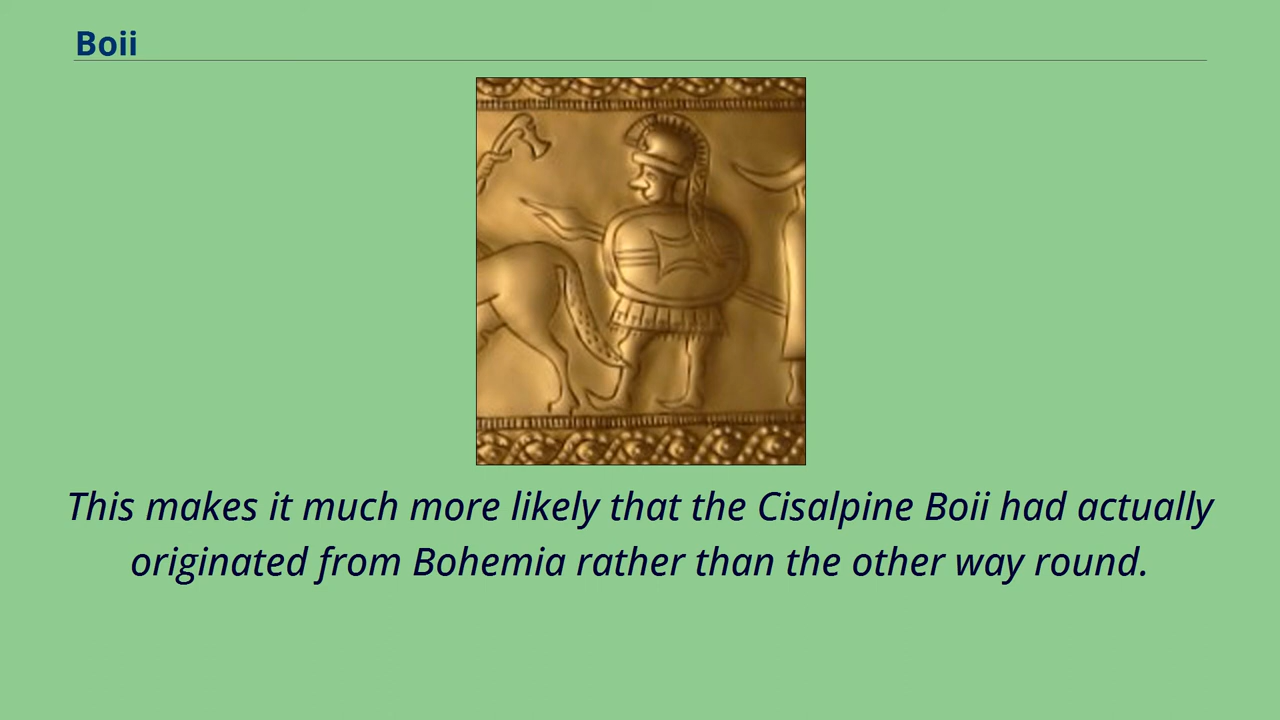 Boii
This makes it much more likely that the Cisalpine Boii had actually
originated from Bohemia rather than the other way round.